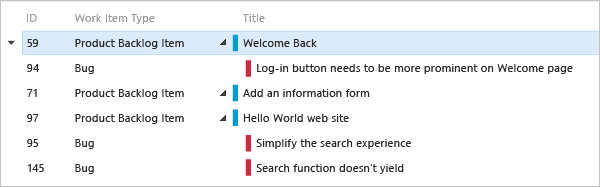 ID Work Item Type Title
59 Product Backlog Item Welcome Back
94 Bug Log-in button needs to be more prominent on Welcome page
71 Product Backlog Item Add an information form
97 Product Backlog Item Hello World web site
95 Bug Simplify the search experience
145 Bug Search function doesn't yield